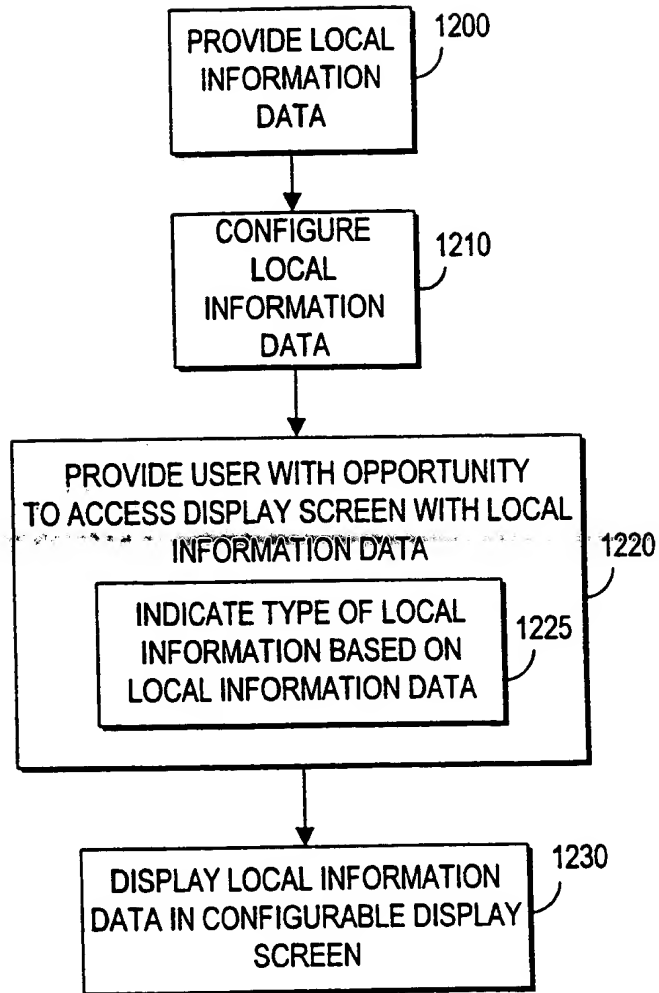 PROVIDE LOCAL
INFORMATION
DATA
1200
CONFIGURE
LOCAL
INFORMATION
DATA
1210
PROVIDE USER WITH OPPORTUNITY
TO ACCESS DISPLAY SCREEN WITH LOCAL
INFORMATION DATA
1220
INDICATE TYPE OF LOCAL
INFORMATION BASED ON
LOCAL INFORMATION DATA
1225
DISPLAY LOCAL INFORMATION
DATA IN CONFIGURABLE DISPLAY
SCREEN
1230